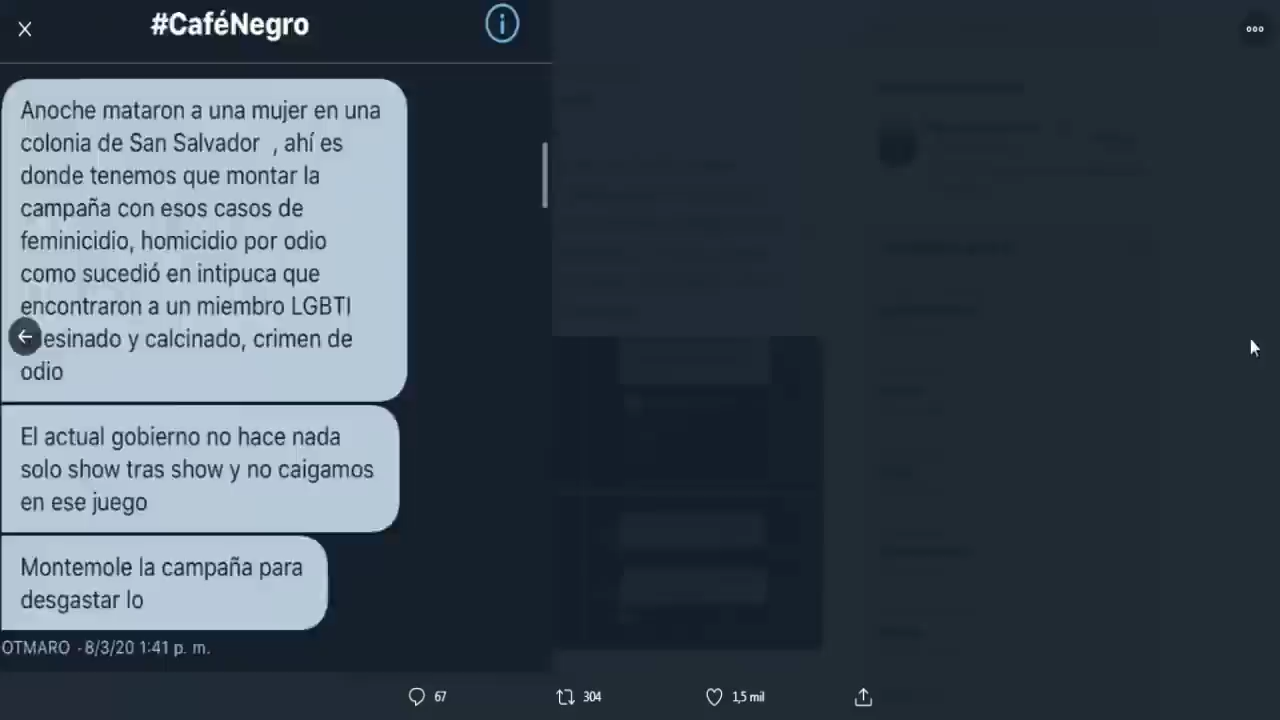 #CaféNegro
Anoche mataron a una mujer en una
colonia de San Salvador , ahí es
donde tenemos que montar la
campaña con esos casos de
feminicidio, homicidio por odio
como sucedió en intipuca que
encontraron a un miembro LGBTI
esinado y calcinado, crimen de
odio
El actual gobierno no hace nada
solo show tras show y no caigamos
en ese juego
Montemole la campaña para
desgastar lo
OTMARO - 8/3/20 1:41 p. m.
67 304 1,5 mil